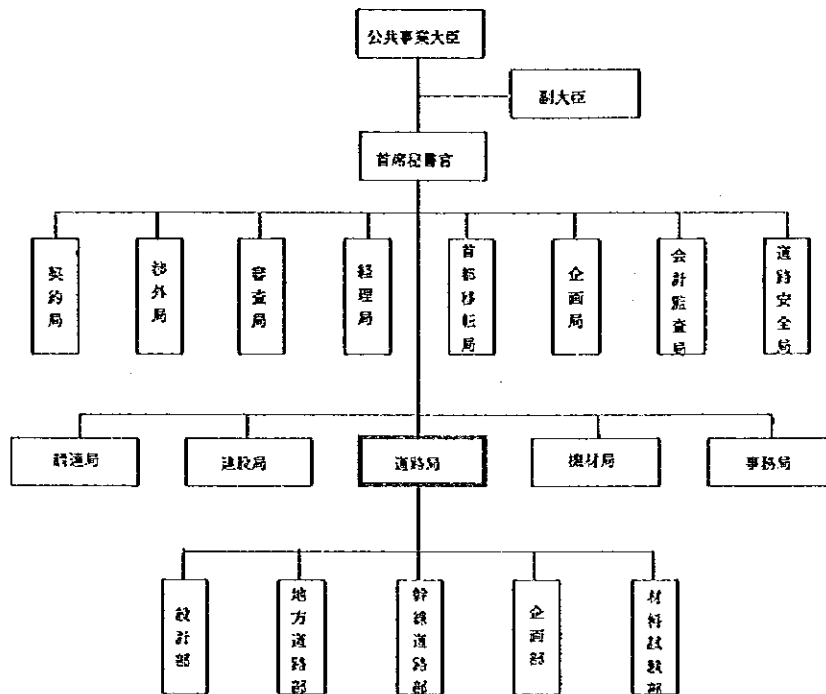 公共事業大臣
副大臣
首席秘書官
契約局
渉外局
審査局
経理局
首都移転局
企画局
会計監査局
道路安全局
調達局
建設局
道路局
機材局
事務局
設計部
地方道路部
幹線道路部
企画部
材料試験部